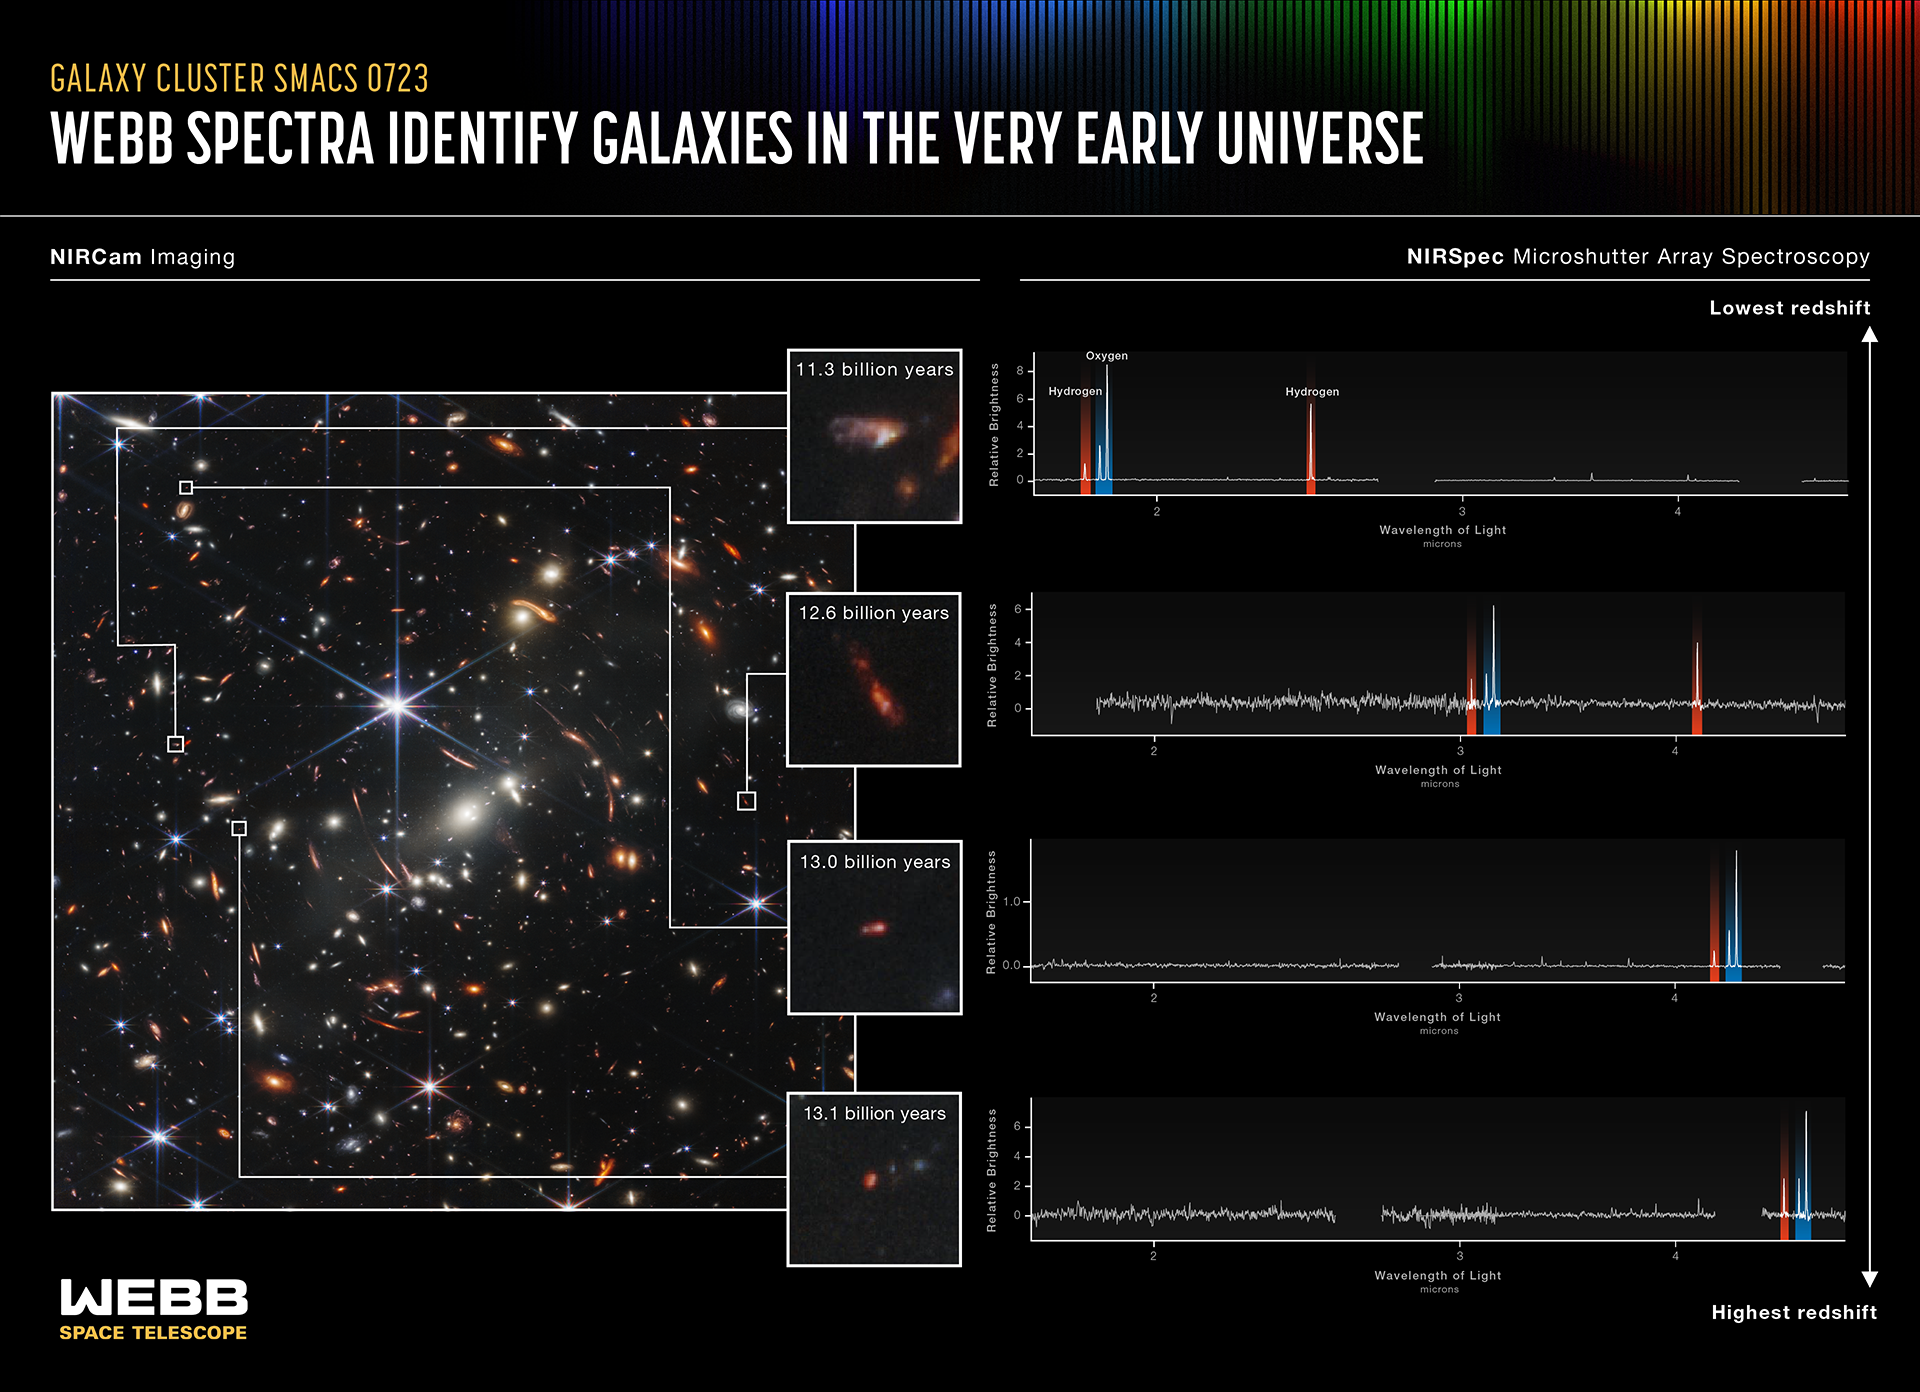 GALAXY CLUSTER SMACS 0723
WEBB SPECTRA IDENTIFY GALAXIES IN THE VERY EARLY UNIVERSE
NIRCam Imaging
NIRSpec Microshutter Array Spectroscopy
Lowest redshift
11.3 billion years
Relative Brightness
8
6
4
2
0
Oxygen
Hydrogen
Hydrogen
2
3
4
Wavelength of Light
microns
12.6 billion years
Relative Brightness
6
4
2
0
2
3
4
Wavelength of Light
microns
13.0 billion years
Relative Brightness
1.0
0.0
2
3
4
Wavelength of Light
microns
13.1 billion years
Relative Brightness
6
4
2
0
2
3
4
Wavelength of Light
microns
Highest redshift
WEBB
SPACE TELESCOPE